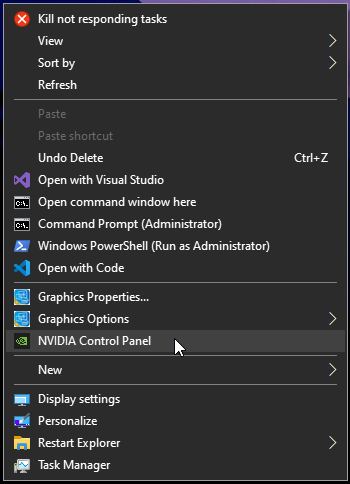 Kill not responding tasks
View
Sort by
Refresh
Paste
Paste shortcut
Undo Delete Ctrl+Z
Open with Visual Studio
Open command window here
Command Prompt (Administrator)
Windows PowerShell (Run as Administrator)
Open with Code
Graphics Properties...
Graphics Options
NVIDIA Control Panel
New
Display settings
Personalize
Restart Explorer
Task Manager